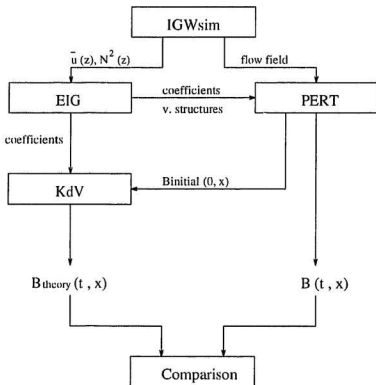 IGWsim
ū (z), N² (z)
flow field
EIG
coefficients
v. structures
PERT
coefficients
KdV
Binitial (0, x)
Btheory (t , x)
B (t , x)
Comparison